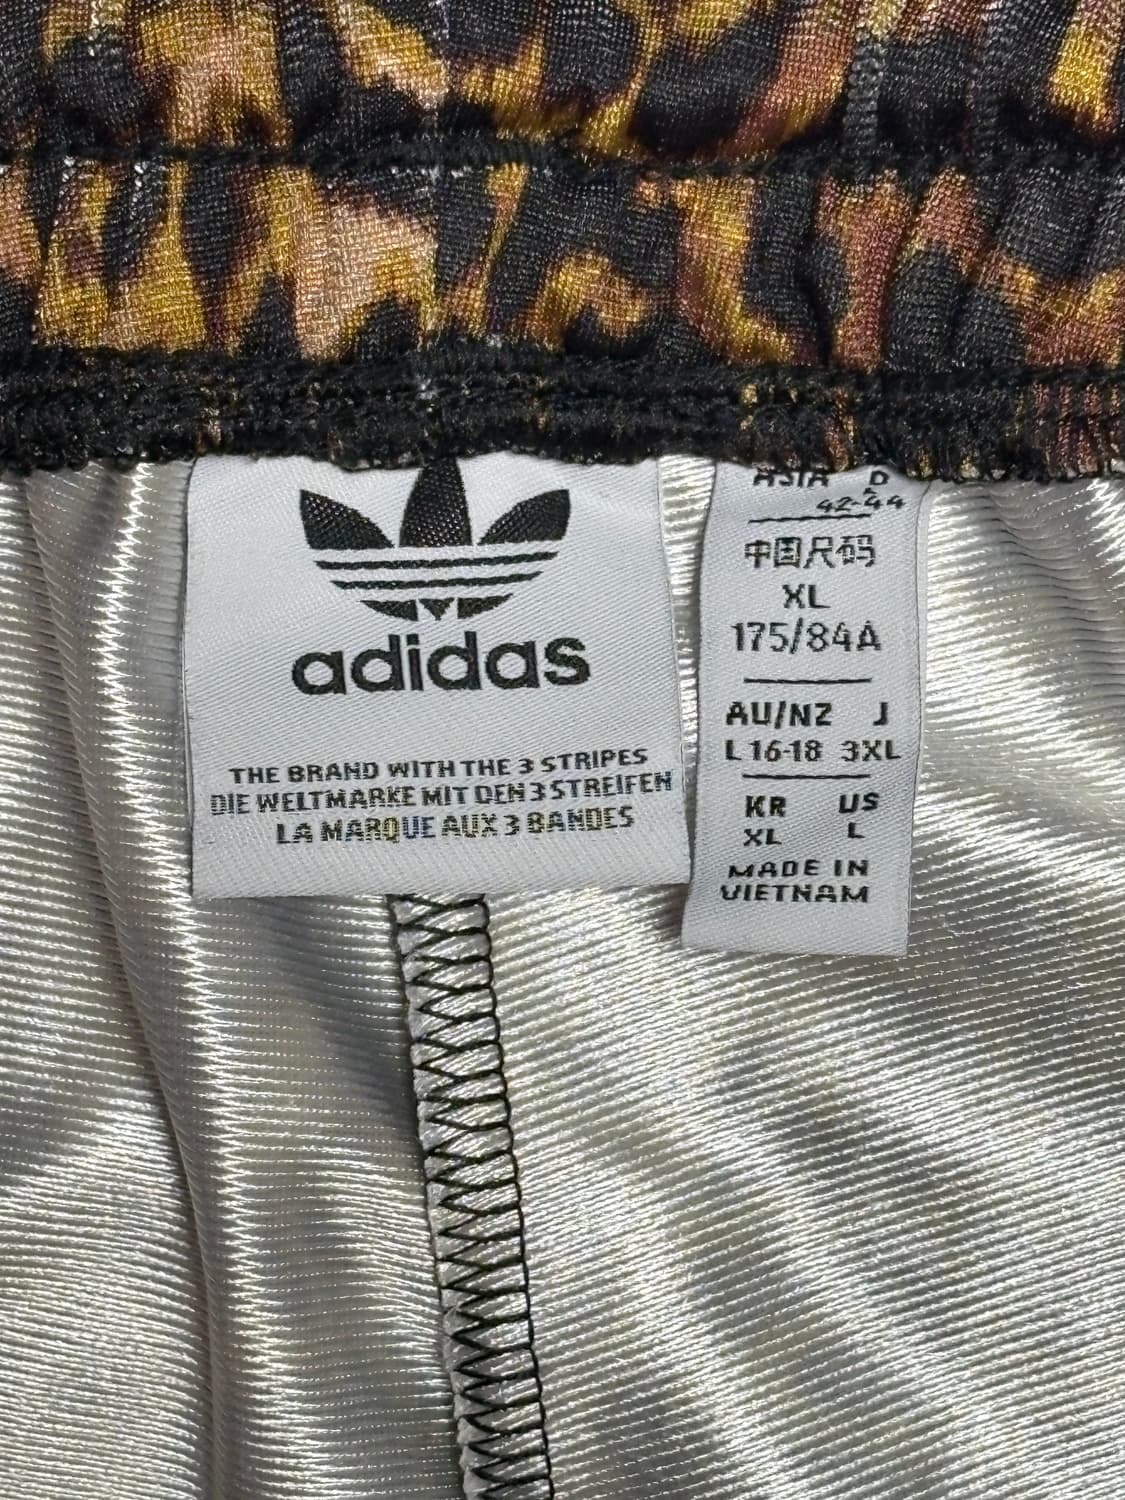 adidas
THE BRAND WITH THE 3 STRIPES
DIE WELTMARKE MIT DEN 3 STREIFEN
LA MARQUE AUX 3 BANDES
ASIA D
42-44
中国尺码
XL
175/84A
AU/NZ J
L 16-18 3XL
KR US
XL L
MADE IN
VIETNAM